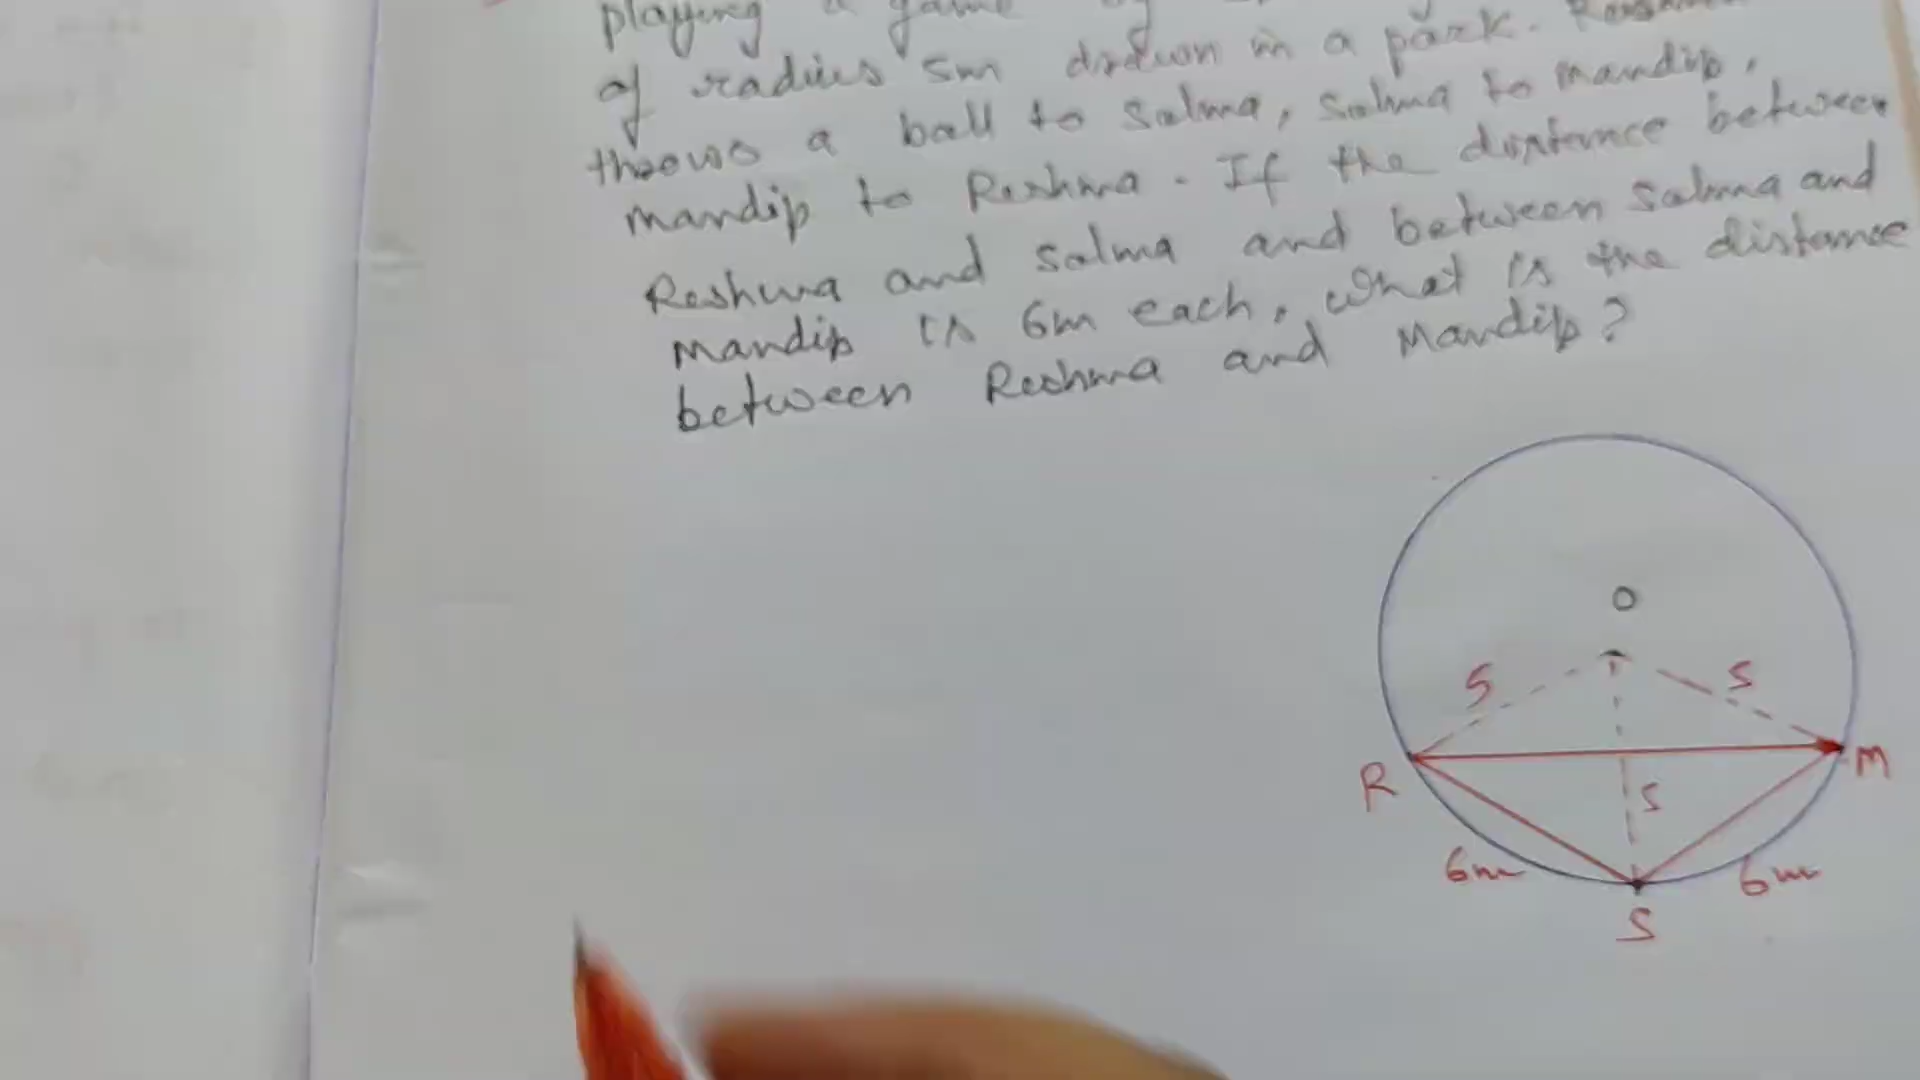 playing a game
of radius 5m drawn in a park.
throws a ball to Salma, Salma to mandip,
mandip to Reshma. If the distance between
Reshma and Salma and between Salma and
mandip is 6m each, what is the distance
between Reshma and Mandip?
O
5 5
R M
5
6m 6m
S